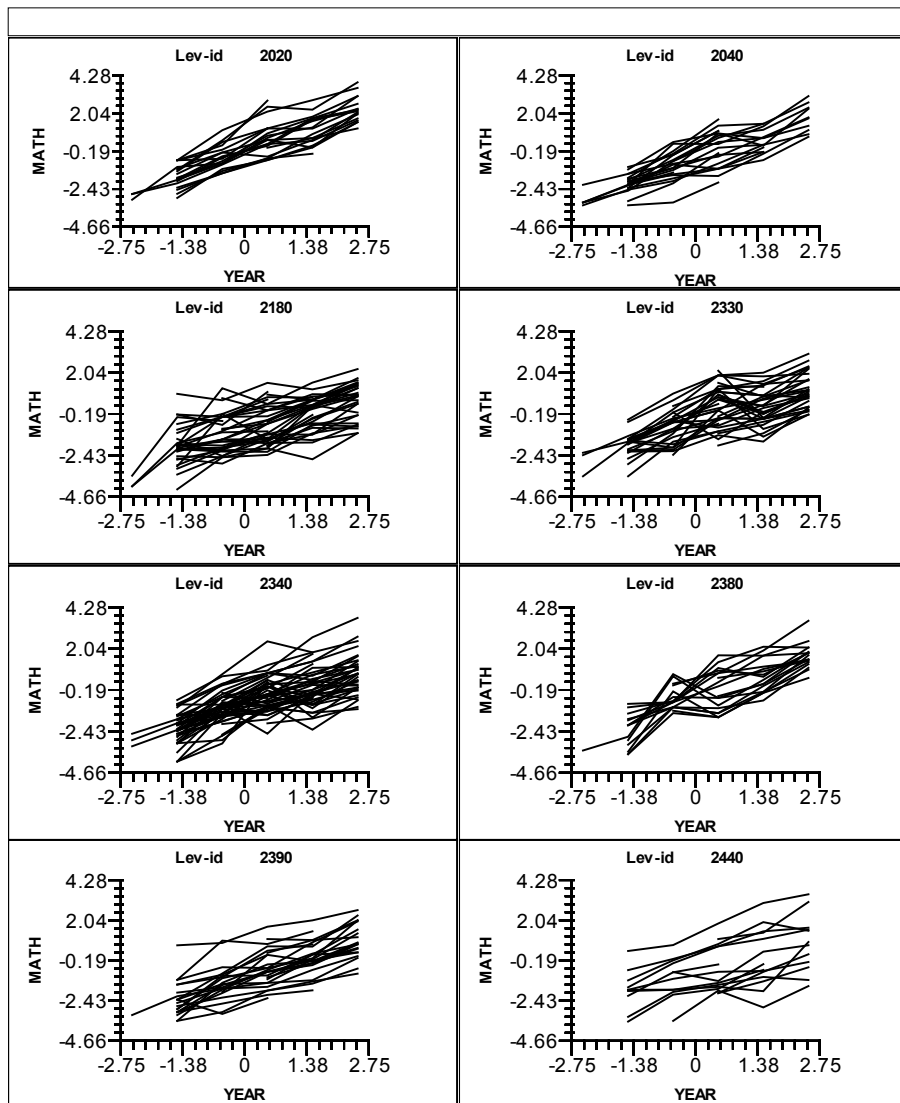 Lev-id 2020
4.28
2.04
-0.19
-2.43
-4.66
MATH
-2.75 -1.38 0 1.38 2.75
YEAR
Lev-id 2040
4.28
2.04
-0.19
-2.43
-4.66
MATH
-2.75 -1.38 0 1.38 2.75
YEAR
Lev-id 2180
4.28
2.04
-0.19
-2.43
-4.66
MATH
-2.75 -1.38 0 1.38 2.75
YEAR
Lev-id 2330
4.28
2.04
-0.19
-2.43
-4.66
MATH
-2.75 -1.38 0 1.38 2.75
YEAR
Lev-id 2340
4.28
2.04
-0.19
-2.43
-4.66
MATH
-2.75 -1.38 0 1.38 2.75
YEAR
Lev-id 2380
4.28
2.04
-0.19
-2.43
-4.66
MATH
-2.75 -1.38 0 1.38 2.75
YEAR
Lev-id 2390
4.28
2.04
-0.19
-2.43
-4.66
MATH
-2.75 -1.38 0 1.38 2.75
YEAR
Lev-id 2440
4.28
2.04
-0.19
-2.43
-4.66
MATH
-2.75 -1.38 0 1.38 2.75
YEAR